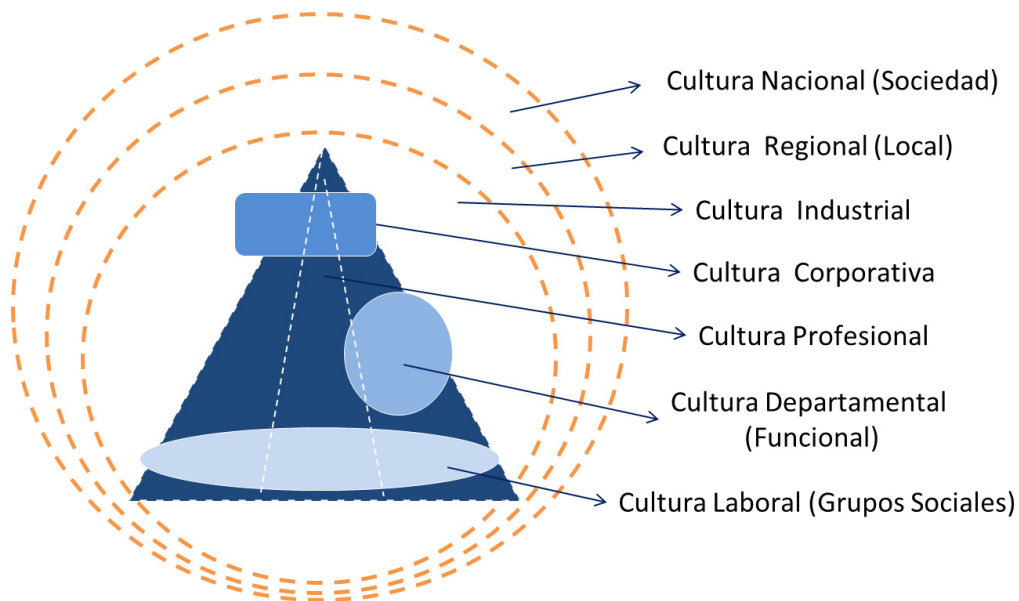 Cultura Nacional (Sociedad)
Cultura Regional (Local)
Cultura Industrial
Cultura Corporativa
Cultura Profesional
Cultura Departamental
(Funcional)
Cultura Laboral (Grupos Sociales)